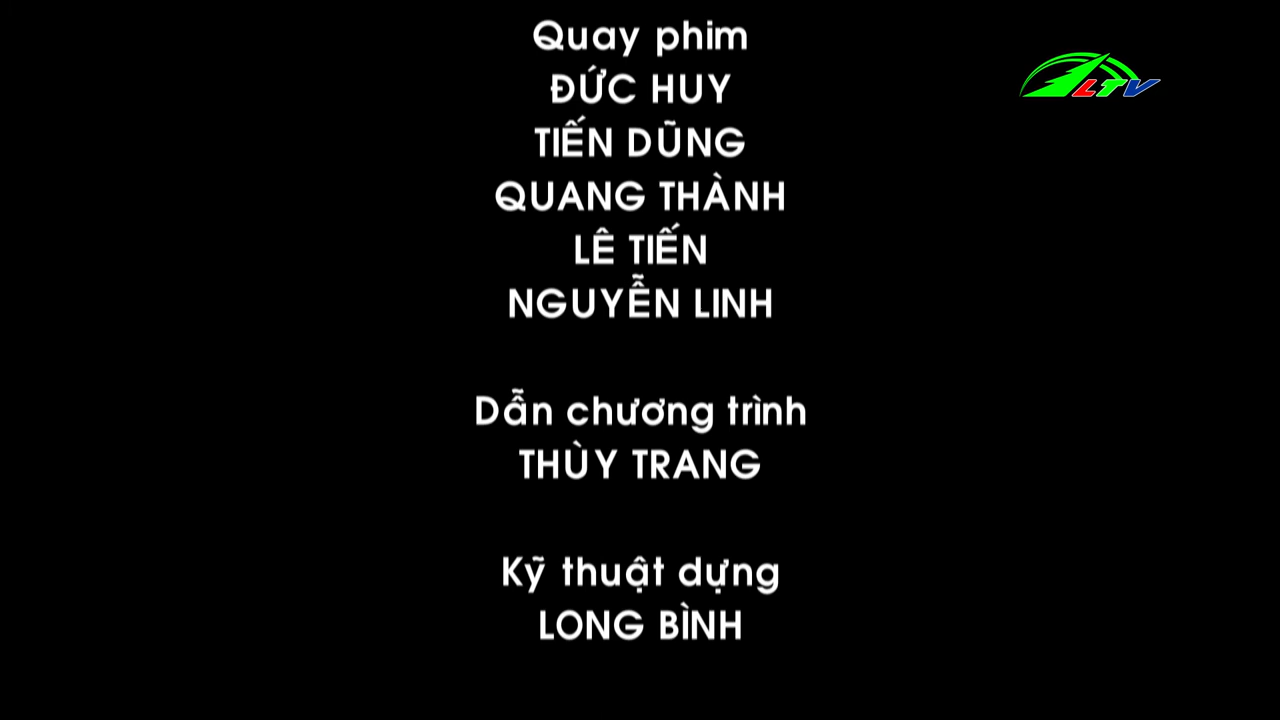 Quay phim
ĐỨC HUY
TIẾN DŨNG
QUANG THÀNH
LÊ TIẾN
NGUYỄN LINH
Dẫn chương trình
THÙY TRANG
Kỹ thuật dựng
LONG BÌNH
LTV